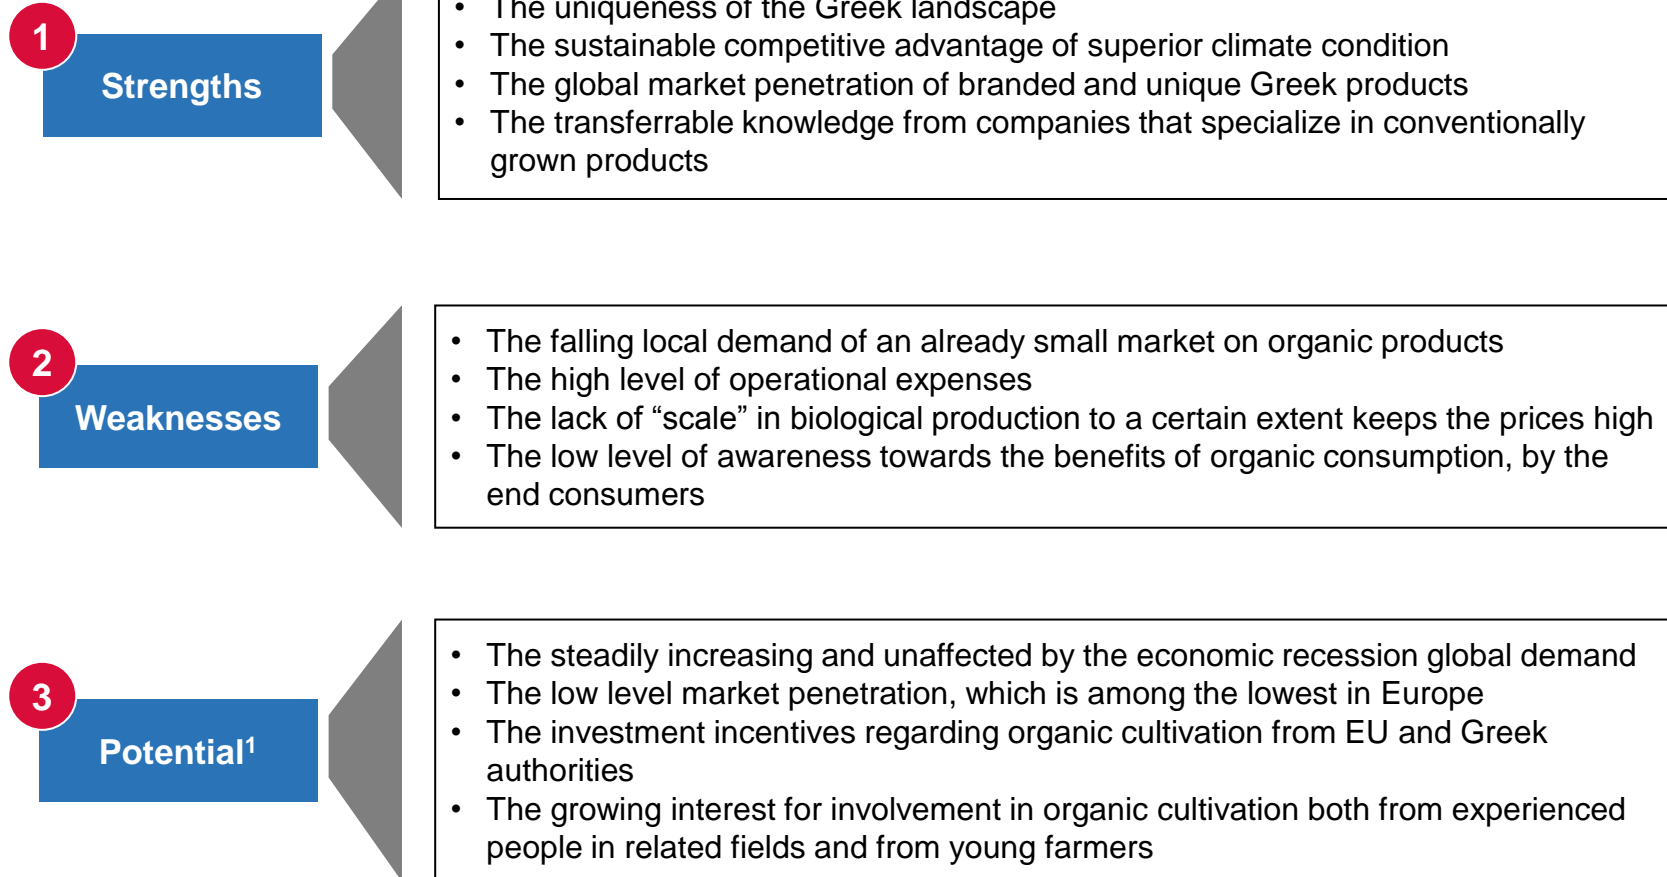 1
Strengths
• The uniqueness of the Greek landscape
• The sustainable competitive advantage of superior climate condition
• The global market penetration of branded and unique Greek products
• The transferrable knowledge from companies that specialize in conventionally
grown products
2
Weaknesses
• The falling local demand of an already small market on organic products
• The high level of operational expenses
• The lack of “scale” in biological production to a certain extent keeps the prices high
• The low level of awareness towards the benefits of organic consumption, by the
end consumers
3
Potential¹
• The steadily increasing and unaffected by the economic recession global demand
• The low level market penetration, which is among the lowest in Europe
• The investment incentives regarding organic cultivation from EU and Greek
authorities
• The growing interest for involvement in organic cultivation both from experienced
people in related fields and from young farmers